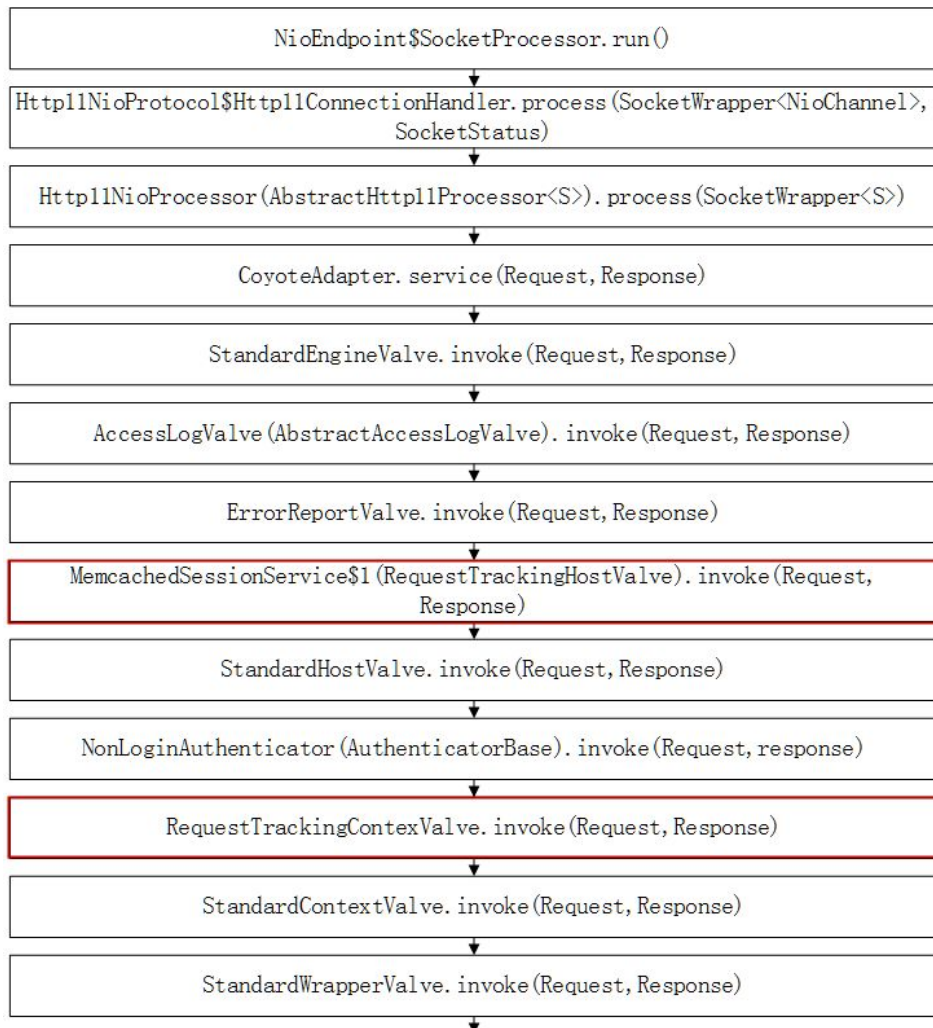 NioEndpoint$SocketProcessor.run()
Http11NioProtocol$Http11ConnectionHandler.process(SocketWrapper<NioChannel>,
SocketStatus)
Http11NioProcessor(AbstractHttp11Processor<S>).process(SocketWrapper<S>)
CoyoteAdapter.service(Request,Response)
StandardEngineValve.invoke(Request,Response)
AccessLogValve(AbstractAccessLogValve).invoke(Request,Response)
ErrorReportValve.invoke(Request,Response)
MemcachedSessionService$1(RequestTrackingHostValve).invoke(Request,
Response)
StandardHostValve.invoke(Request,Response)
NonLoginAuthenticator(AuthenticatorBase).invoke(Request,response)
RequestTrackingContexValve.invoke(Request,Response)
StandardContextValve.invoke(Request,Response)
StandardWrapperValve.invoke(Request,Response)